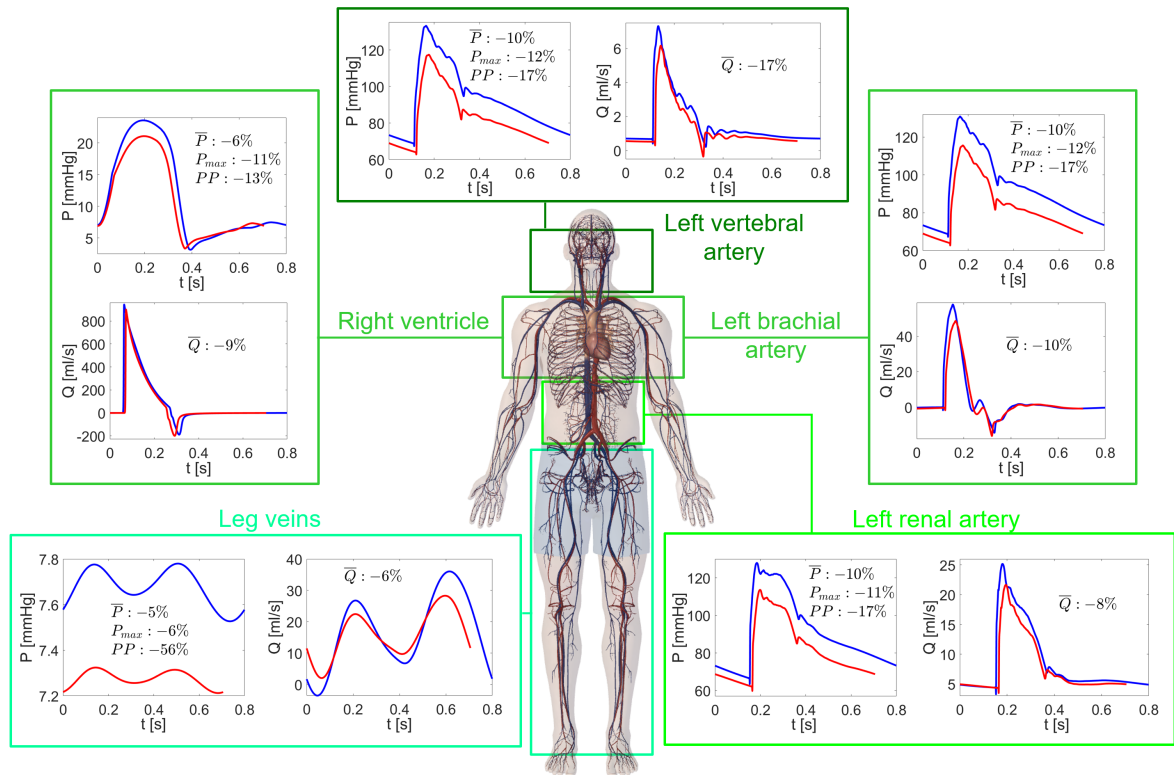 P [mmHg]
120
100
80
60
0 0.2 0.4 0.6 0.8
t [s]
P̅ : −10%
Pmax : −12%
PP : −17%
Q [ml/s]
6
4
2
0
0 0.2 0.4 0.6 0.8
t [s]
Q̅ : −17%
Left vertebral
artery
P [mmHg]
20
15
10
5
0 0.2 0.4 0.6 0.8
t [s]
P̅ : −6%
Pmax : −11%
PP : −13%
Q [ml/s]
800
600
400
200
0
-200
0 0.2 0.4 0.6 0.8
t [s]
Q̅ : −9%
Right ventricle
Left brachial
artery
P [mmHg]
120
100
80
60
0 0.2 0.4 0.6 0.8
t [s]
P̅ : −10%
Pmax : −12%
PP : −17%
Q [ml/s]
40
20
0
0 0.2 0.4 0.6 0.8
t [s]
Q̅ : −10%
Leg veins
P [mmHg]
7.8
7.6
7.4
7.2
0 0.2 0.4 0.6 0.8
t [s]
P̅ : −5%
Pmax : −6%
PP : −56%
Q [ml/s]
40
30
20
10
0
0 0.2 0.4 0.6 0.8
t [s]
Q̅ : −6%
Left renal artery
P [mmHg]
120
100
80
60
0 0.2 0.4 0.6 0.8
t [s]
P̅ : −10%
Pmax : −11%
PP : −17%
Q [ml/s]
25
20
15
10
5
0 0.2 0.4 0.6 0.8
t [s]
Q̅ : −8%